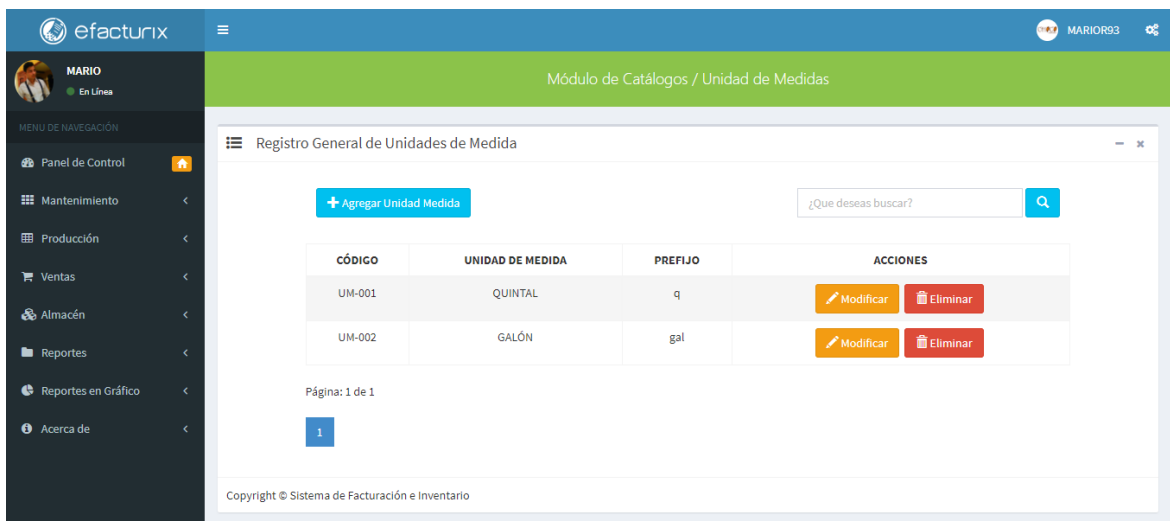 efacturix
MARIOR93
MARIO
En Línea
Módulo de Catálogos / Unidad de Medidas
MENU DE NAVEGACIÓN
Panel de Control
Mantenimiento
Producción
Ventas
Almacén
Reportes
Reportes en Gráfico
Acerca de
Registro General de Unidades de Medida
Agregar Unidad Medida
¿Que deseas buscar?
CÓDIGO UNIDAD DE MEDIDA PREFIJO ACCIONES
UM-001 QUINTAL q Modificar Eliminar
UM-002 GALÓN gal Modificar Eliminar
Página: 1 de 1
1
Copyright © Sistema de Facturación e Inventario